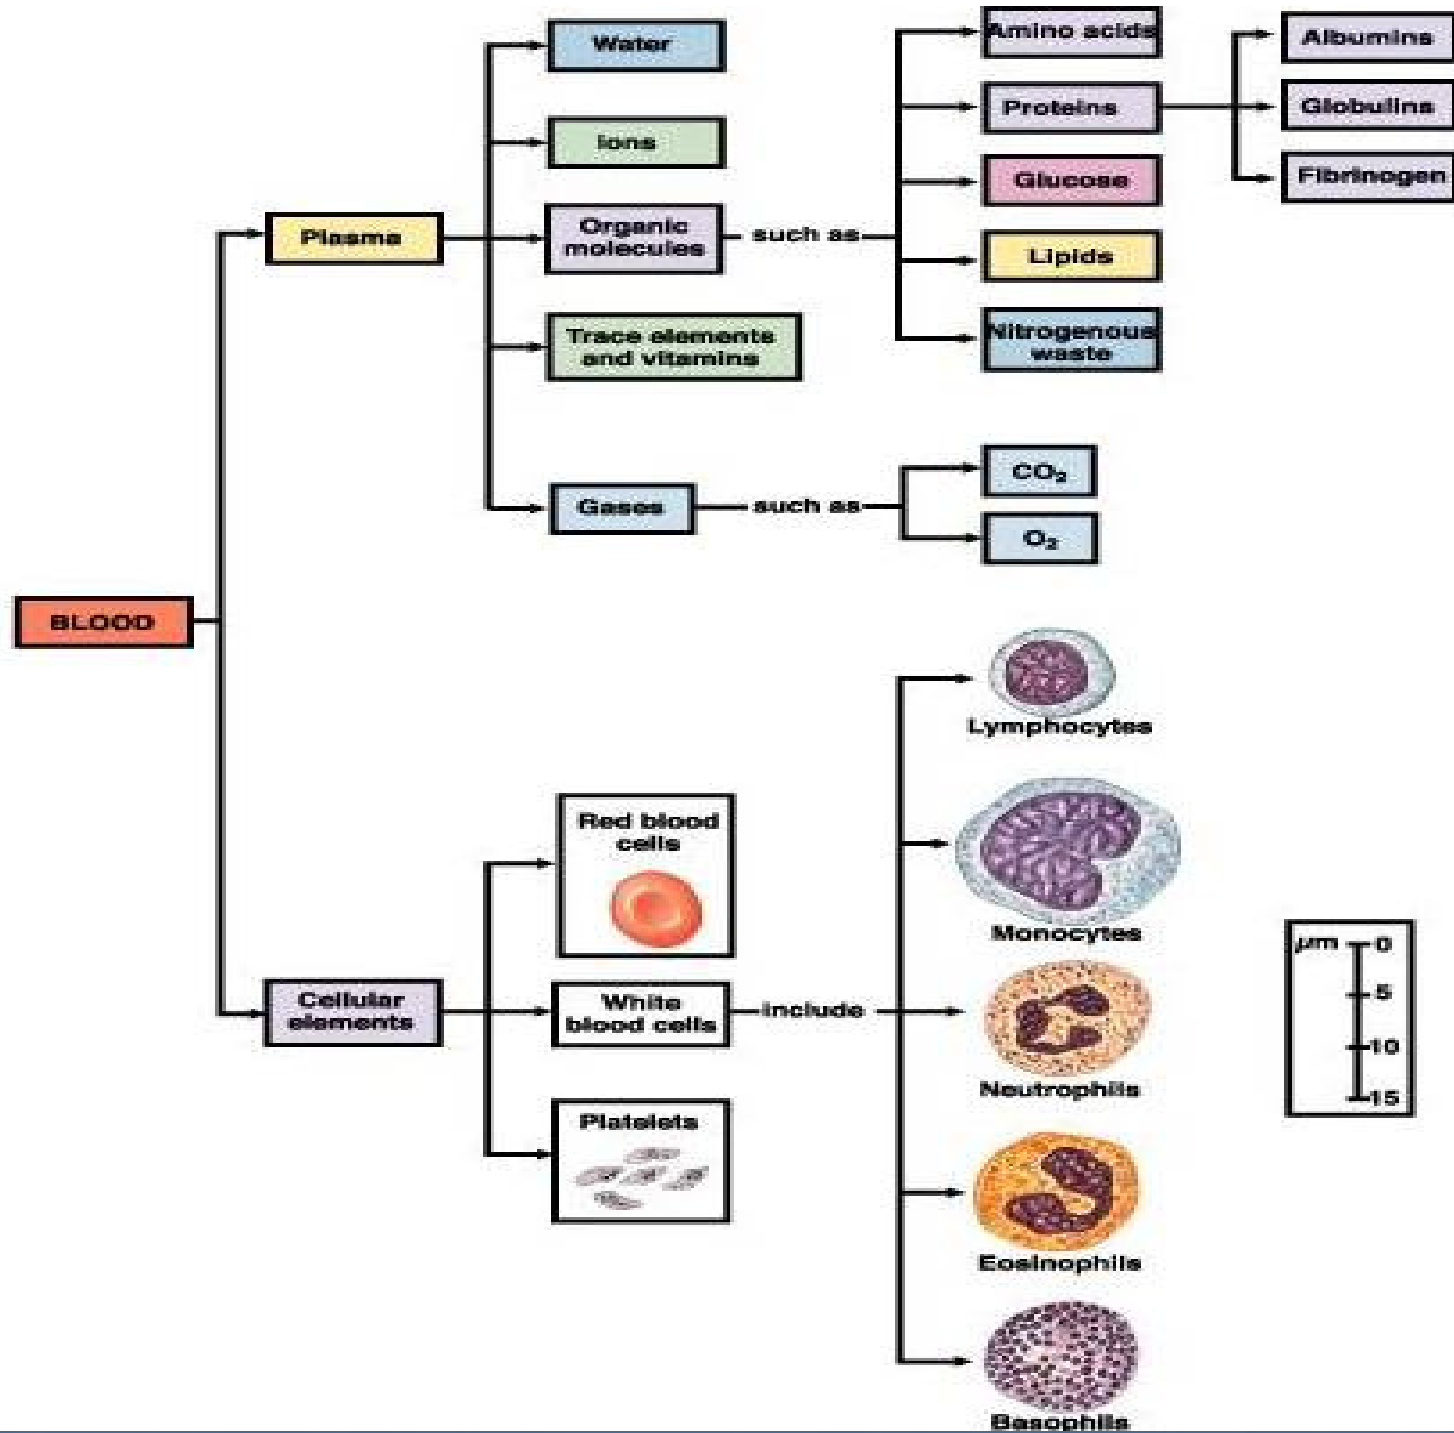 Water
Ions
Plasma
Organic
molecules
such as
Trace elements
and vitamins
Gases
such as
Amino acids
Proteins
Glucose
Lipids
Nitrogenous
waste
Albumins
Globulins
Fibrinogen
CO₂
O₂
BLOOD
Cellular
elements
Red blood
cells
White
blood cells
include
Platelets
Lymphocytes
Monocytes
Neutrophils
Eosinophils
Basophils
µm 0
5
10
15